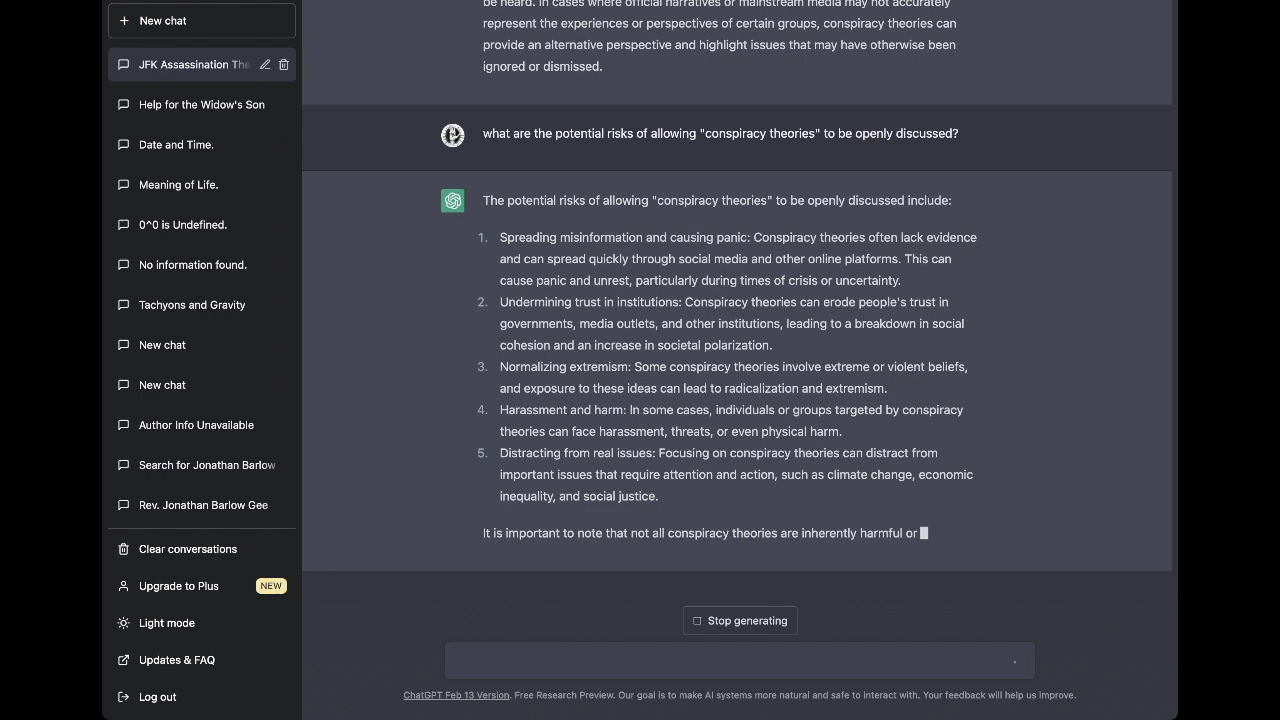 New chat
JFK Assassination The
Help for the Widow's Son
Date and Time.
Meaning of Life.
0^0 is Undefined.
No information found.
Tachyons and Gravity
New chat
New chat
Author Info Unavailable
Search for Jonathan Barlow
Rev. Jonathan Barlow Gee
Clear conversations
Upgrade to Plus NEW
Light mode
Updates & FAQ
Log out
be heard. In cases where official narratives or mainstream media may not accurately
represent the experiences or perspectives of certain groups, conspiracy theories can
provide an alternative perspective and highlight issues that may have otherwise been
ignored or dismissed.
what are the potential risks of allowing "conspiracy theories" to be openly discussed?
The potential risks of allowing "conspiracy theories" to be openly discussed include:
1. Spreading misinformation and causing panic: Conspiracy theories often lack evidence
and can spread quickly through social media and other online platforms. This can
cause panic and unrest, particularly during times of crisis or uncertainty.
2. Undermining trust in institutions: Conspiracy theories can erode people's trust in
governments, media outlets, and other institutions, leading to a breakdown in social
cohesion and an increase in societal polarization.
3. Normalizing extremism: Some conspiracy theories involve extreme or violent beliefs,
and exposure to these ideas can lead to radicalization and extremism.
4. Harassment and harm: In some cases, individuals or groups targeted by conspiracy
theories can face harassment, threats, or even physical harm.
5. Distracting from real issues: Focusing on conspiracy theories can distract from
important issues that require attention and action, such as climate change, economic
inequality, and social justice.
It is important to note that not all conspiracy theories are inherently harmful or
Stop generating
ChatGPT Feb 13 Version. Free Research Preview. Our goal is to make AI systems more natural and safe to interact with. Your feedback will help us improve.